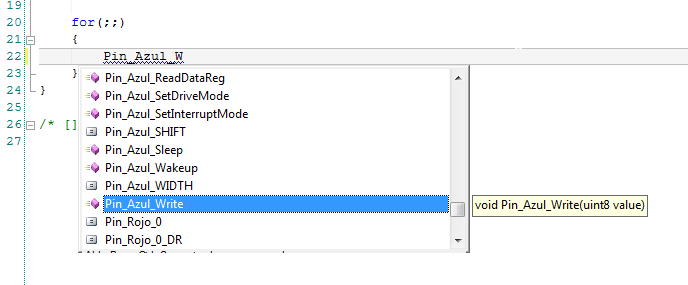 19
20 for(;;)
21 {
22 Pin_Azul_W
23 }
24 }
25
26 /* []
27
Pin_Azul_ReadDataReg
Pin_Azul_SetDriveMode
Pin_Azul_SetInterruptMode
Pin_Azul_SHIFT
Pin_Azul_Sleep
Pin_Azul_Wakeup
Pin_Azul_WIDTH
Pin_Azul_Write void Pin_Azul_Write(uint8 value)
Pin_Rojo_0
Pin_Rojo_0_DR